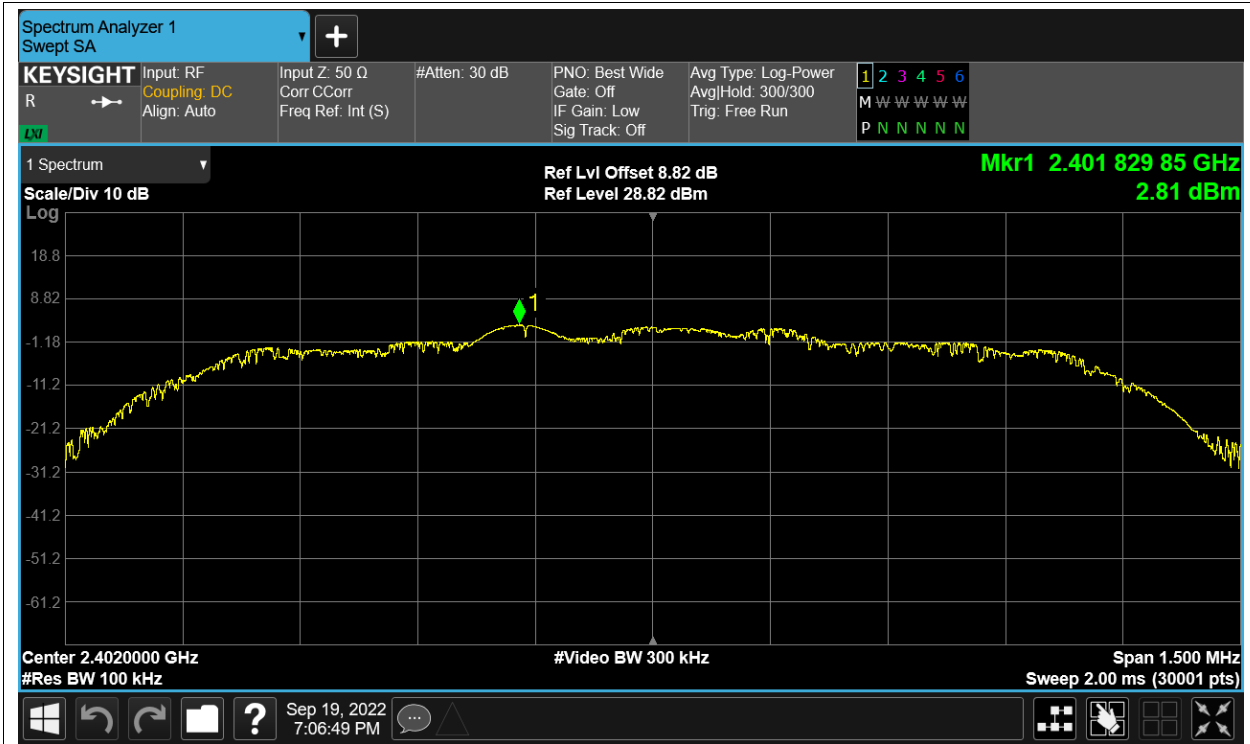 Spectrum Analyzer 1
Swept SA
KEYSIGHT
R
LXI
Input: RF
Coupling: DC
Align: Auto
Input Z: 50 Ω
Corr CCorr
Freq Ref: Int (S)
#Atten: 30 dB
PNO: Best Wide
Gate: Off
IF Gain: Low
Sig Track: Off
Avg Type: Log-Power
Avg|Hold: 300/300
Trig: Free Run
1 2 3 4 5 6
M W W W W W
P N N N N N
1 Spectrum
Scale/Div 10 dB
Log
Ref Lvl Offset 8.82 dB
Ref Level 28.82 dBm
Mkr1 2.401 829 85 GHz
2.81 dBm
18.8
8.82
1
-1.18
-11.2
-21.2
-31.2
-41.2
-51.2
-61.2
Center 2.4020000 GHz
#Video BW 300 kHz
Span 1.500 MHz
#Res BW 100 kHz
Sweep 2.00 ms (30001 pts)
?
Sep 19, 2022
7:06:49 PM